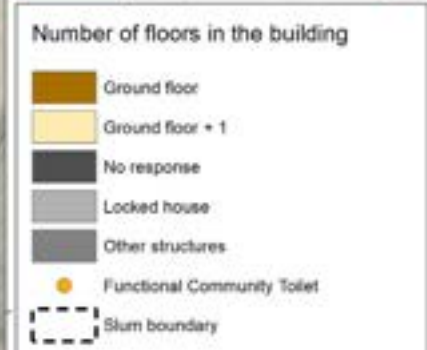 Number of floors in the building
Ground floor
Ground floor + 1
No response
Locked house
Other structures
Functional Community Toilet
Slum boundary